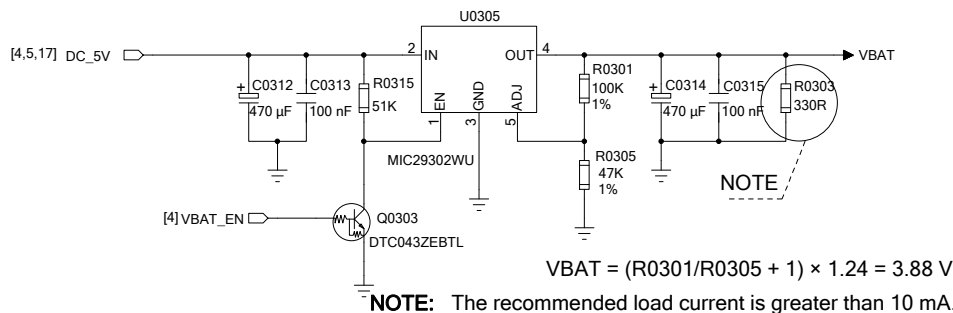 U0305
[4,5,17] DC_5V
2 IN
OUT 4
VBAT
C0312
470 µF
C0313
100 nF
R0315
51K
EN
GND
ADJ
1
3
5
R0301
100K
1%
C0314
470 µF
C0315
100 nF
R0303
330R
MIC29302WU
R0305
47K
1%
NOTE
[4] VBAT_EN
Q0303
DTC043ZEBTL
VBAT = (R0301/R0305 + 1) × 1.24 = 3.88 V
NOTE: The recommended load current is greater than 10 mA.